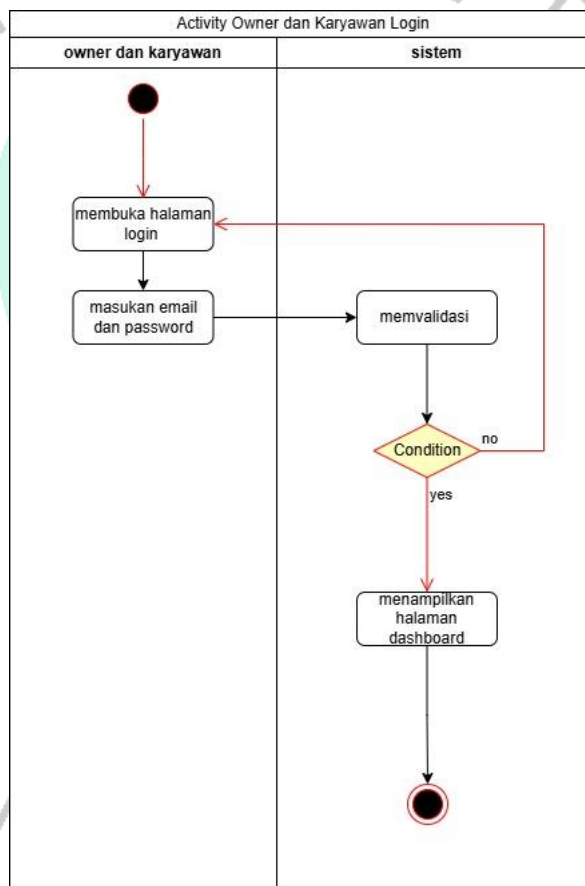 Activity Owner dan Karyawan Login
owner dan karyawan
sistem
membuka halaman
login
masukan email
dan password
memvalidasi
Condition
no
yes
menampilkan
halaman
dashboard